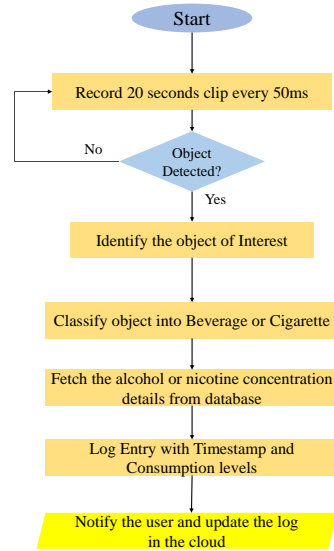 Start
Record 20 seconds clip every 50ms
No
Object
Detected?
Yes
Identify the object of Interest
Classify object into Beverage or Cigarette
Fetch the alcohol or nicotine concentration
details from database
Log Entry with Timestamp and
Consumption levels
Notify the user and update the log
in the cloud